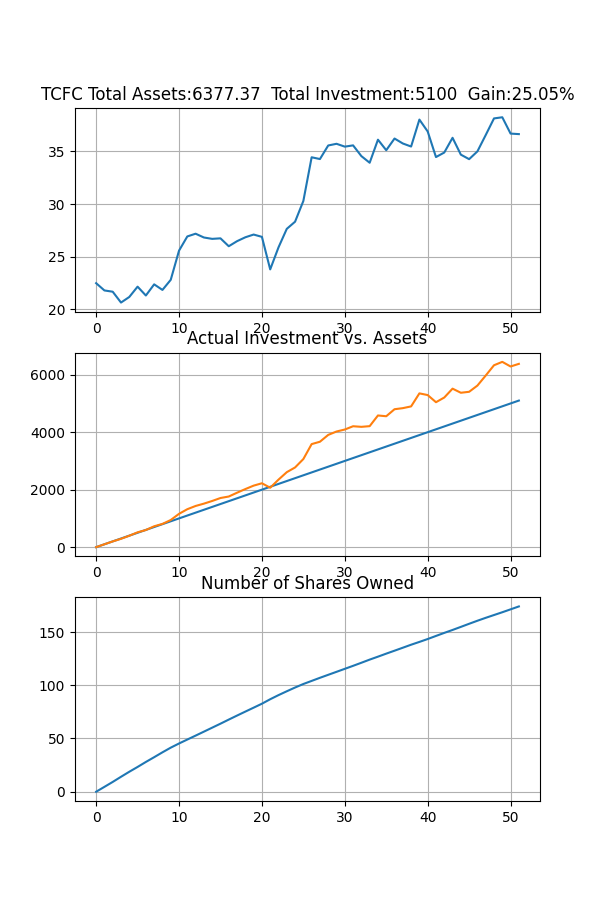 TCFC Total Assets:6377.37  Total Investment:5100  Gain:25.05%
35
30
25
20
0 10 20 30 40 50
Actual Investment vs. Assets
6000
4000
2000
0
0 10 20 30 40 50
Number of Shares Owned
150
100
50
0
0 10 20 30 40 50